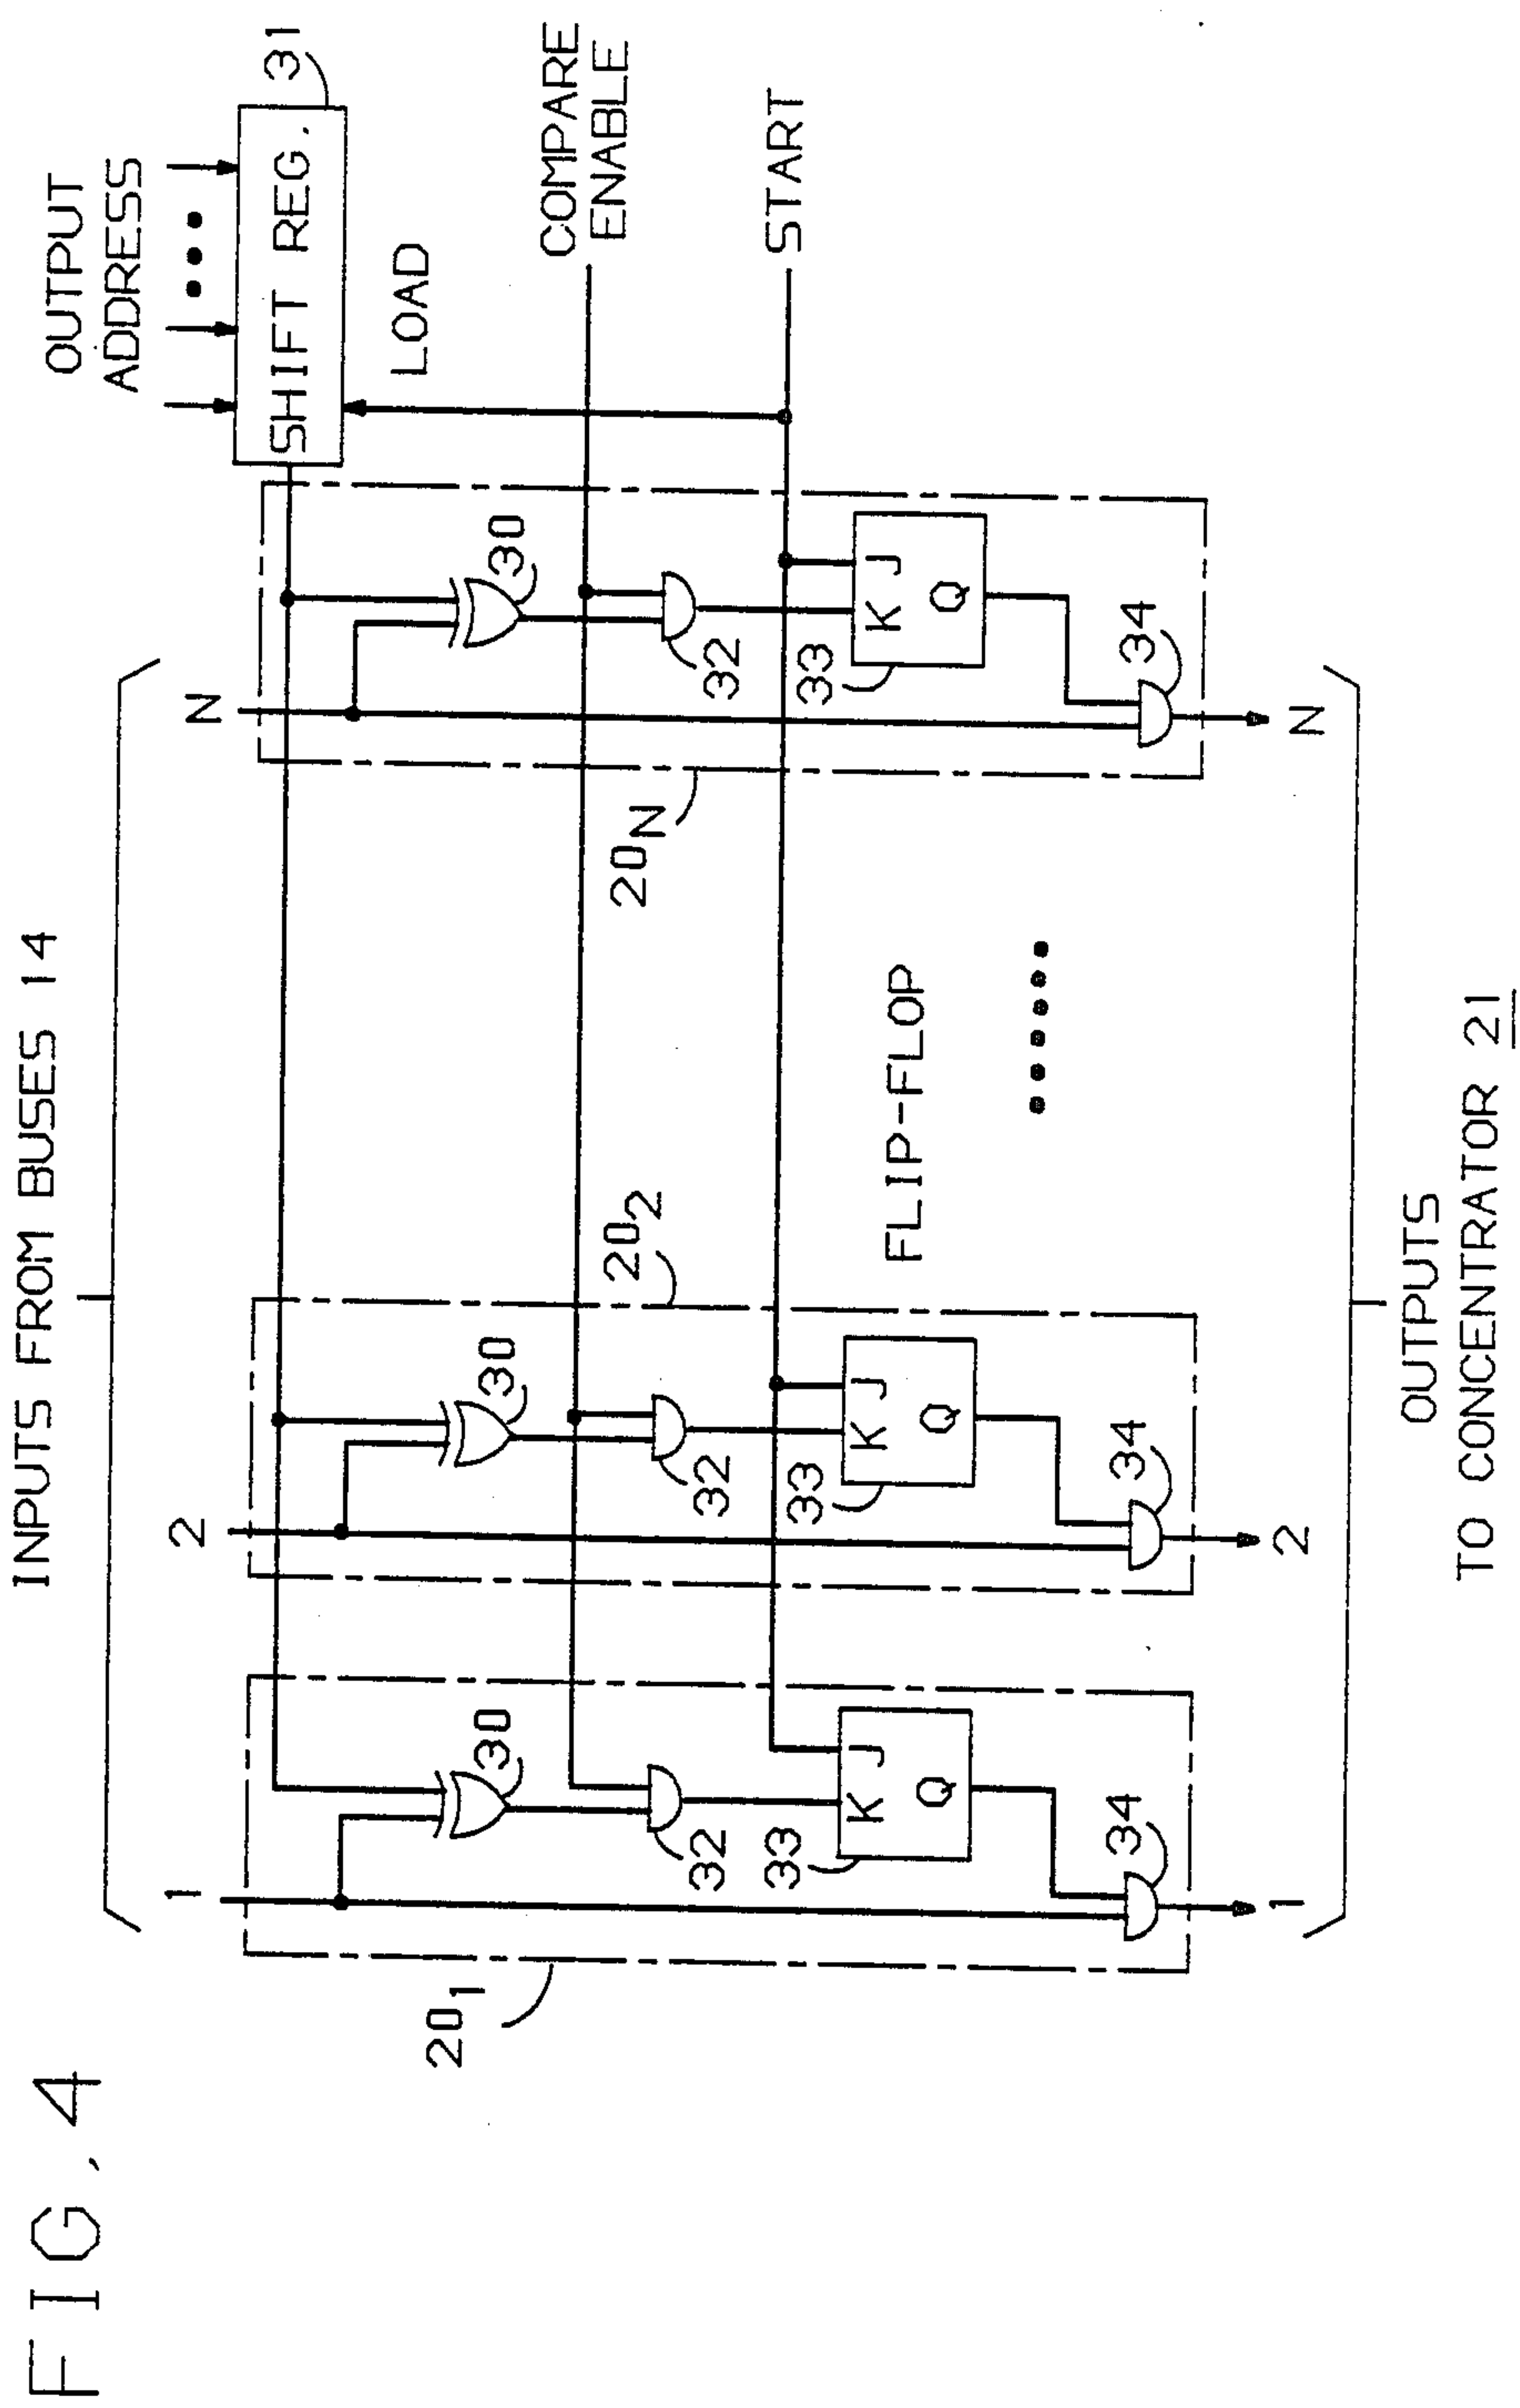 FIG. 4
INPUTS FROM BUSES 14
OUTPUT
ADDRESS
1
2
N
SHIFT REG.
31
LOAD
30
30
30
COMPARE
ENABLE
20₁
20₂
20N
32
32
32
START
33
33
33
K J
Q
K J
Q
K J
Q
FLIP-FLOP
34
34
34
1
2
N
OUTPUTS
TO CONCENTRATOR 21